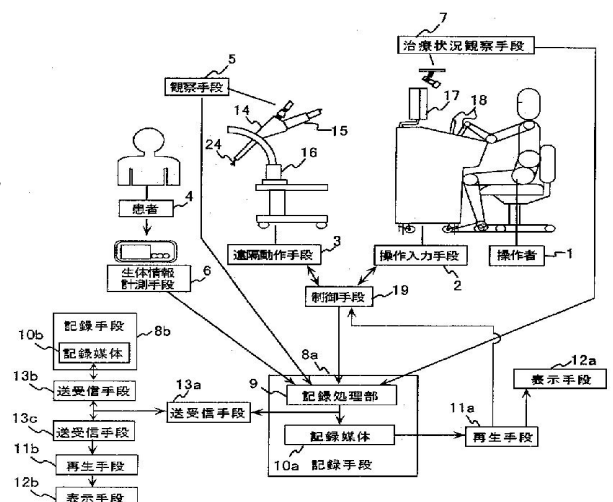 7
治療状況観察手段
5
観察手段
14
15
17
18
24
16
患者
4
遠隔動作手段
3
操作入力手段
2
操作者
1
生体情報
計測手段
6
制御手段
19
記録手段
10b
8b
記録媒体
13b
送受信手段
13c
送受信手段
11b
再生手段
12b
表示手段
13a
送受信手段
8a
9
記録処理部
記録媒体
10a
記録手段
11a
再生手段
12a
表示手段